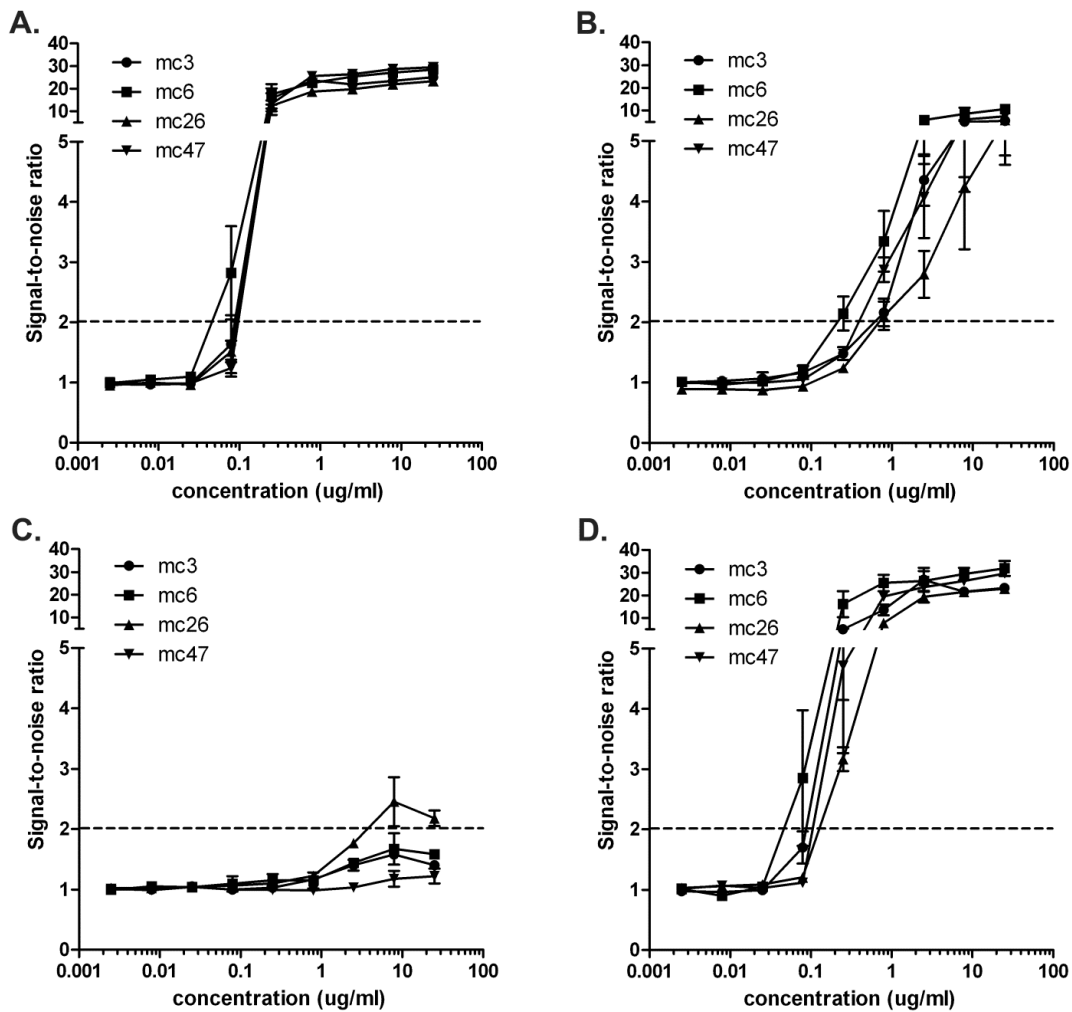 A.
40
30
20
10
5
4
3
2
1
0
Signal-to-noise ratio
mc3
mc6
mc26
mc47
0.001 0.01 0.1 1 10 100
concentration (ug/ml)
B.
40
30
20
10
5
4
3
2
1
0
Signal-to-noise ratio
mc3
mc6
mc26
mc47
0.001 0.01 0.1 1 10 100
concentration (ug/ml)
C.
40
30
20
10
5
4
3
2
1
0
Signal-to-noise ratio
mc3
mc6
mc26
mc47
0.001 0.01 0.1 1 10 100
concentration (ug/ml)
D.
40
30
20
10
5
4
3
2
1
0
Signal-to-noise ratio
mc3
mc6
mc26
mc47
0.001 0.01 0.1 1 10 100
concentration (ug/ml)